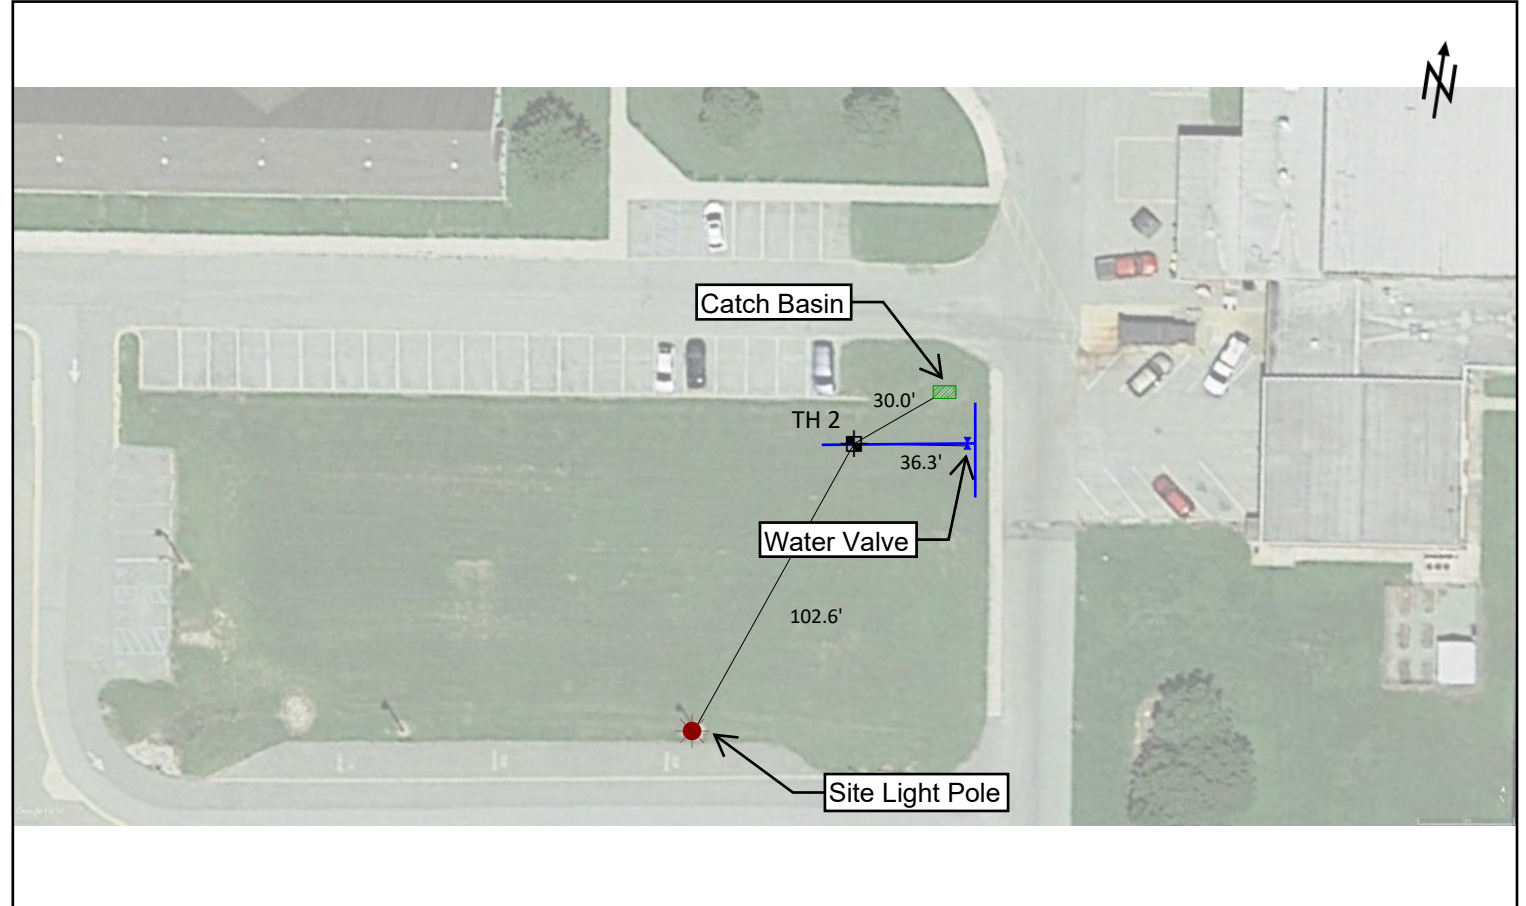 N
Catch Basin
30.0'
TH 2
36.3'
Water Valve
102.6'
Site Light Pole